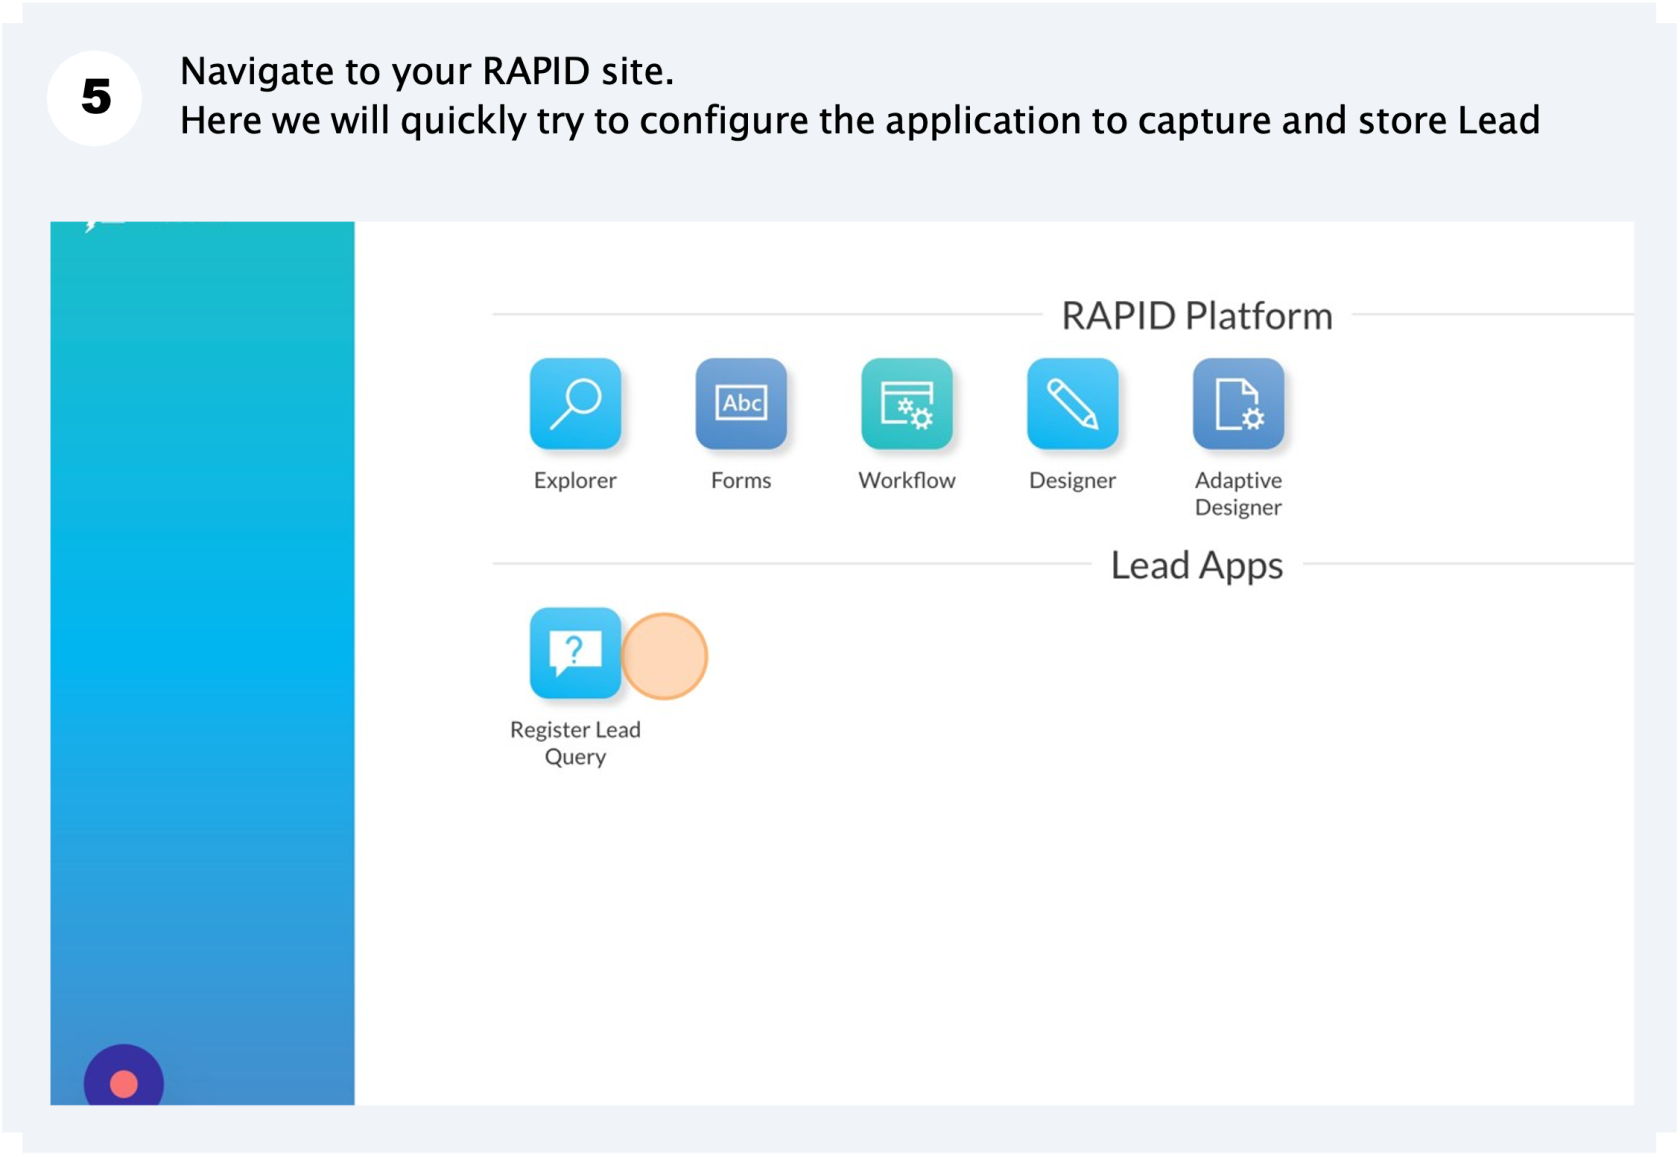 5
Navigate to your RAPID site.
Here we will quickly try to configure the application to capture and store Lead
RAPID Platform
Abc
Explorer
Forms
Workflow
Designer
Adaptive
Designer
Lead Apps
?
Register Lead
Query